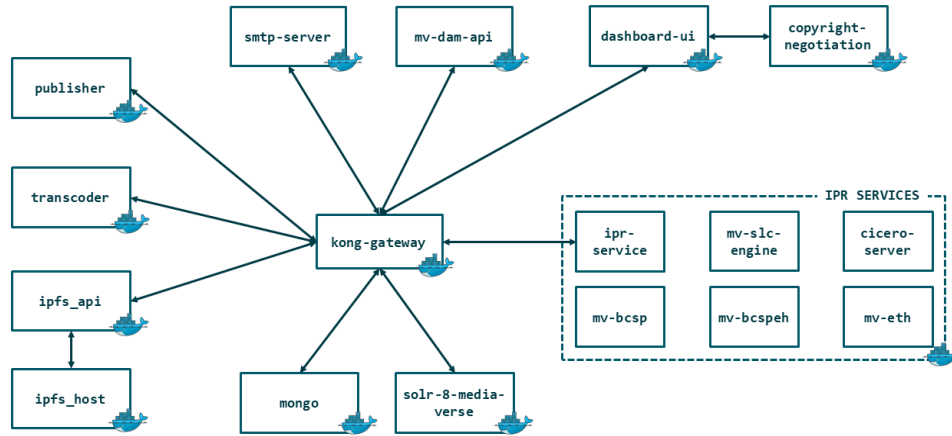 smtp-server
mv-dam-api
dashboard-ui
copyright-
negotiation
publisher
transcoder
IPR SERVICES
kong-gateway
ipr-
service
mv-slc-
engine
cicero-
server
ipfs_api
mv-bcsp
mv-bcspeh
mv-eth
ipfs_host
mongo
solr-8-media-
verse